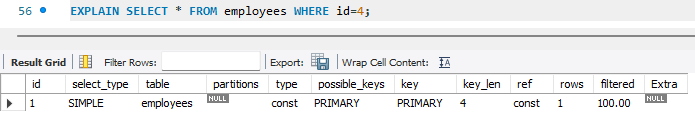 56 EXPLAIN SELECT * FROM employees WHERE id=4;
Result Grid Filter Rows: Export: Wrap Cell Content: IA
id select_type table partitions type possible_keys key key_len ref rows filtered Extra
1 SIMPLE employees NULL const PRIMARY PRIMARY 4 const 1 100.00 NULL